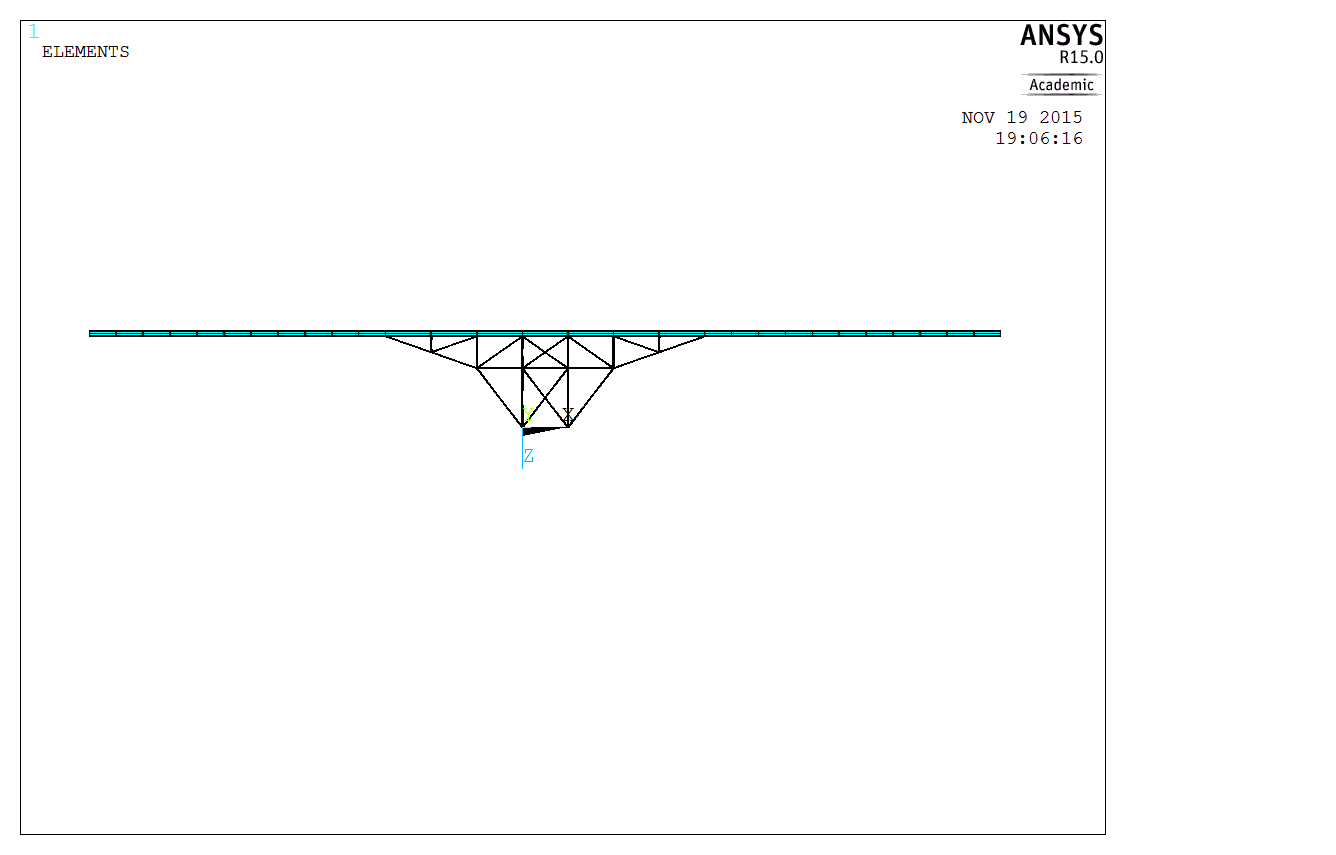 1
ELEMENTS
ANSYS
R15.0
Academic
NOV 19 2015
19:06:16
Y
X
Z